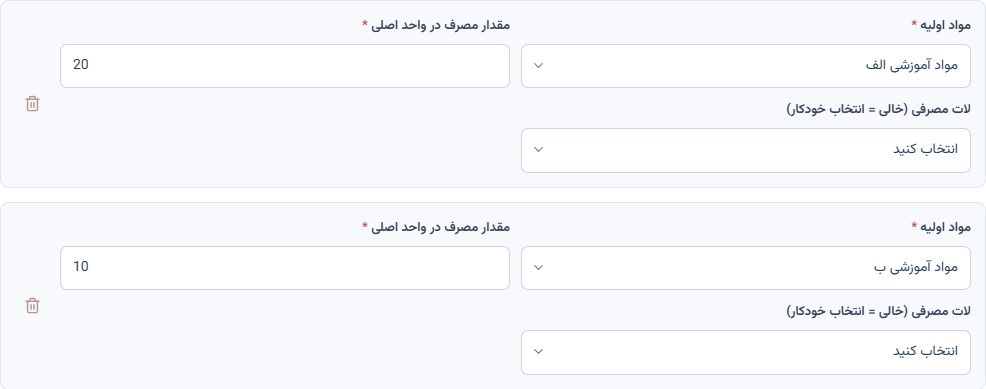 مواد اولیه *
مقدار مصرف در واحد اصلی *
مواد آموزشی الف
20
لات مصرفی (خالی = انتخاب خودکار)
انتخاب کنید
مواد اولیه *
مقدار مصرف در واحد اصلی *
مواد آموزشی ب
10
لات مصرفی (خالی = انتخاب خودکار)
انتخاب کنید